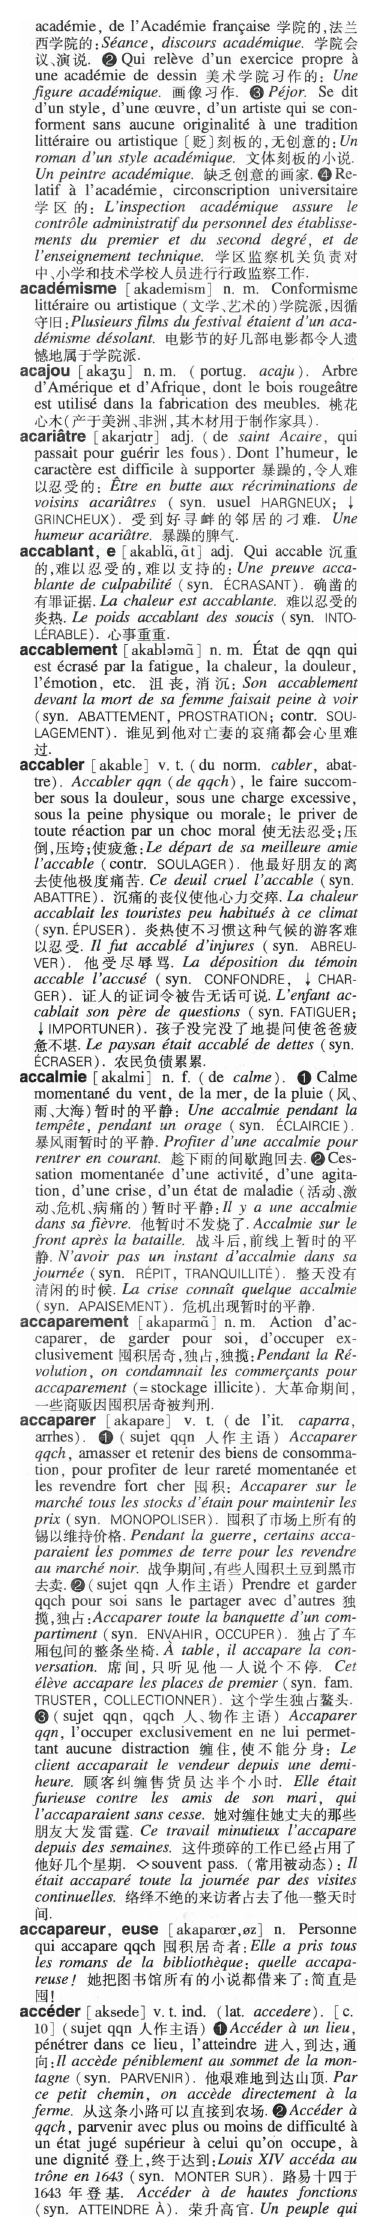 académie, de l'Académie française 学院的,法兰
西学院的:Séance, discours académique. 学院会
议、演说. ❷ Qui relève d'un exercice propre à
une académie de dessin 美术学院习作的: Une
figure académique. 画像习作. ❸ Péjor. Se dit
d'un style, d'une œuvre, d'un artiste qui se con-
forment sans aucune originalité à une tradition
littéraire ou artistique [贬]刻板的,无创意的:Un
roman d'un style académique. 文体刻板的小说.
Un peintre académique. 缺乏创意的画家. ❹ Re-
latif à l'académie, circonscription universitaire
学区的: L'inspection académique assure le
contrôle administratif du personnel des établisse-
ments du premier et du second degré, et de
l'enseignement technique. 学区监察机关负责对
中、小学和技术学校人员进行行政监察工作.
académisme [akademism] n. m. Conformisme
littéraire ou artistique (文学、艺术的)学院派,因循
守旧:Plusieurs films du festival étaient d'un aca-
démisme désolant. 电影节的好几部电影都令人遗
憾地属于学院派.
acajou [akaʒu] n. m. ( portug. acaju ). Arbre
d'Amérique et d'Afrique, dont le bois rougeâtre
est utilisé dans la fabrication des meubles. 桃花
心木(产于美洲、非洲,其木材用于制作家具).
acariâtre [akarjɑtr] adj. ( de saint Acaire, qui
passait pour guérir les fous). Dont l'humeur, le
caractère est difficile à supporter 暴躁的,令人难
以忍受的: Être en butte aux récriminations de
voisins acariâtres ( syn. usuel HARGNEUX; ↓
GRINCHEUX). 受到好寻衅的邻居的刁难. Une
humeur acariâtre. 暴躁的脾气.
accablant, e [akablɑ̃,ɑ̃t] adj. Qui accable 沉重
的,难以忍受的,难以支持的: Une preuve acca-
blante de culpabilité (syn. ÉCRASANT). 确凿的
有罪证据. La chaleur est accablante. 难以忍受的
炎热. Le poids accablant des soucis (syn. INTO-
LÉRABLE). 心事重重.
accablement [akabləmɑ̃] n. m. État de qqn qui
est écrasé par la fatigue, la chaleur, la douleur,
l'émotion, etc. 沮丧,消沉: Son accablement
devant la mort de sa femme faisait peine à voir
(syn. ABATTEMENT, PROSTRATION; contr. SOU-
LAGEMENT). 谁见到他对亡妻的哀痛都会心里难
过.
accabler [akable] v. t. (du norm. cabler, abat-
tre). Accabler qqn (de qqch), le faire succom-
ber sous la douleur, sous une charge excessive,
sous la peine physique ou morale; le priver de
toute réaction par un choc moral 使无法忍受;压
倒,压垮;使疲惫:Le départ de sa meilleure amie
l'accable (contr. SOULAGER). 他最好朋友的离
去使他极度痛苦. Ce deuil cruel l'accable (syn.
ABATTRE). 沉痛的丧仪使他心力交瘁. La chaleur
accablait les touristes peu habitués à ce climat
(syn. ÉPUSER). 炎热使不习惯这种气候的游客难
以忍受. Il fut accablé d'injures (syn. ABREU-
VER). 他受尽辱骂. La déposition du témoin
accable l'accusé (syn. CONFONDRE, ↓ CHAR-
GER). 证人的证词令被告无话可说. L'enfant ac-
cablait son père de questions (syn. FATIGUER;
↓IMPORTUNER). 孩子没完没了地提问使爸爸疲
惫不堪. Le paysan était accablé de dettes (syn.
ÉCRASER). 农民负债累累.
accalmie [akalmi] n. f. (de calme). ❶ Calme
momentané du vent, de la mer, de la pluie (风、
雨、大海)暂时的平静: Une accalmie pendant la
tempête, pendant un orage (syn. ÉCLAIRCIE).
暴风雨暂时的平静. Profiter d'une accalmie pour
rentrer en courant. 趁下雨的间歇跑回去. ❷ Ces-
sation momentanée d'une activité, d'une agita-
tion, d'une crise, d'un état de maladie (活动、激
动、危机、病痛的)暂时平静:Il y a une accalmie
dans sa fièvre. 他暂时不发烧了. Accalmie sur le
front après la bataille. 战斗后,前线上暂时的平
静. N'avoir pas un instant d'accalmie dans sa
journée (syn. RÉPIT, TRANQUILLITÉ). 整天没有
清闲的时候. La crise connaît quelque accalmie
(syn. APAISEMENT). 危机出现暂时的平静.
accaparement [akaparmɑ̃] n. m. Action d'ac-
caparer, de garder pour soi, d'occuper ex-
clusivement 囤积居奇,独占,独揽:Pendant la Ré-
volution, on condamnait les commerçants pour
accaparement (=stockage illicite). 大革命期间,
一些商贩因囤积居奇被判刑.
accaparer [akapare] v. t. ( de l'it. caparra,
arrhes). ❶ ( sujet qqn 人作主语) Accaparer
qqch, amasser et retenir des biens de consomma-
tion, pour profiter de leur rareté momentanée et
les revendre fort cher 囤积: Accaparer sur le
marché tous les stocks d'étain pour maintenir les
prix (syn. MONOPOLISER). 囤积了市场上所有的
锡以维持价格. Pendant la guerre, certains acca-
paraient les pommes de terre pour les revendre
au marché noir. 战争期间,有些人囤积土豆到黑市
去卖. ❷(sujet qqn 人作主语) Prendre et garder
qqch pour soi sans le partager avec d'autres 独
揽,独占:Accaparer toute la banquette d'un com-
partiment (syn. ENVAHIR, OCCUPER). 独占了车
厢包间的整条坐椅. À table, il accapare la con-
versation. 席间,只听见他一人说个不停. Cet
élève accapare les places de premier (syn. fam.
TRUSTER, COLLECTIONNER). 这个学生独占鳌头.
❸ (sujet qqn, qqch 人、物作主语) Accaparer
qqn, l'occuper exclusivement en ne lui permet-
tant aucune distraction 缠住,使不能分身: Le
client accaparait le vendeur depuis une demi-
heure. 顾客纠缠售货员达半个小时. Elle était
furieuse contre les amis de son mari, qui
l'accaparaient sans cesse. 她对缠住她丈夫的那些
朋友大发雷霆. Ce travail minutieux l'accapare
depuis des semaines. 这件琐碎的工作已经占用了
他好几个星期. ◇souvent pass. (常用被动态): Il
était accaparé toute la journée par des visites
continuelles. 络绎不绝的来访者占去了他一整天时
间.
accapareur, euse [akaparœr,øz] n. Personne
qui accapare qqch 囤积居奇者:Elle a pris tous
les romans de la bibliothèque: quelle accapa-
reuse! 她把图书馆所有的小说都借来了:简直是
囤!
accéder [aksede] v. t. ind. (lat. accedere). [c.
10] (sujet qqn 人作主语) ❶Accéder à un lieu,
pénétrer dans ce lieu, l'atteindre 进入,到达,通
向:Il accède péniblement au sommet de la mon-
tagne (syn. PARVENIR). 他艰难地到达山顶. Par
ce petit chemin, on accède directement à la
ferme. 从这条小路可以直接到农场. ❷Accéder à
qqch, parvenir avec plus ou moins de difficulté à
un état jugé supérieur à celui qu'on occupe, à
une dignité 登上,终于达到:Louis XIV accéda au
trône en 1643 (syn. MONTER SUR). 路易十四于
1643 年登基. Accéder à de hautes fonctions
(syn. ATTEINDRE À). 荣升高官. Un peuple qui